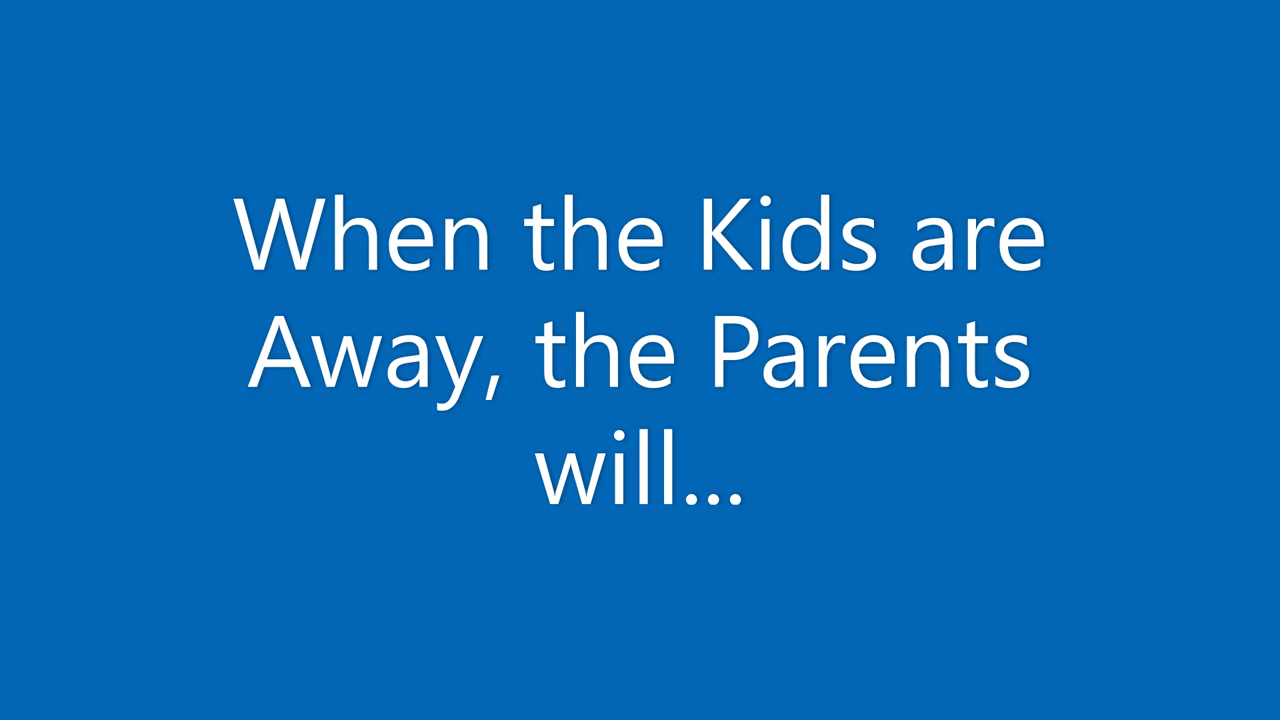 When the Kids are
Away, the Parents
will...